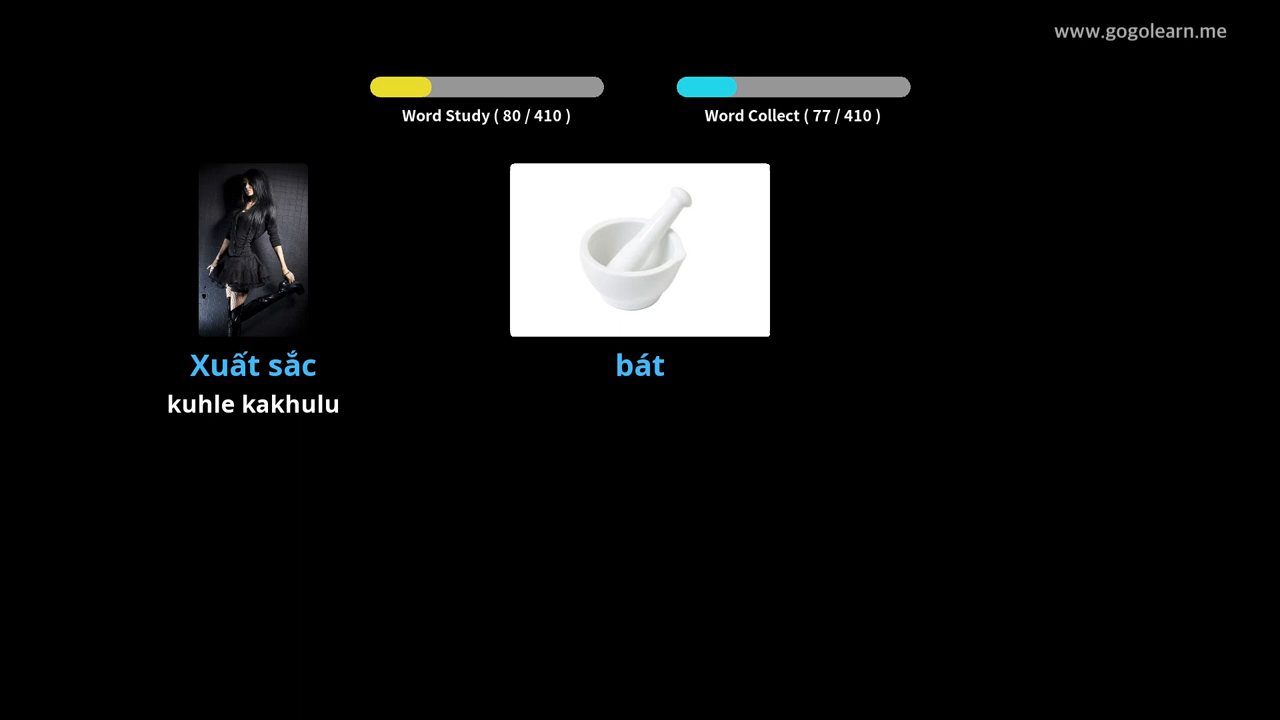 www.gogolearn.me
Word Study ( 80 / 410 )
Word Collect ( 77 / 410 )
Xuất sắc
kuhle kakhulu
bát